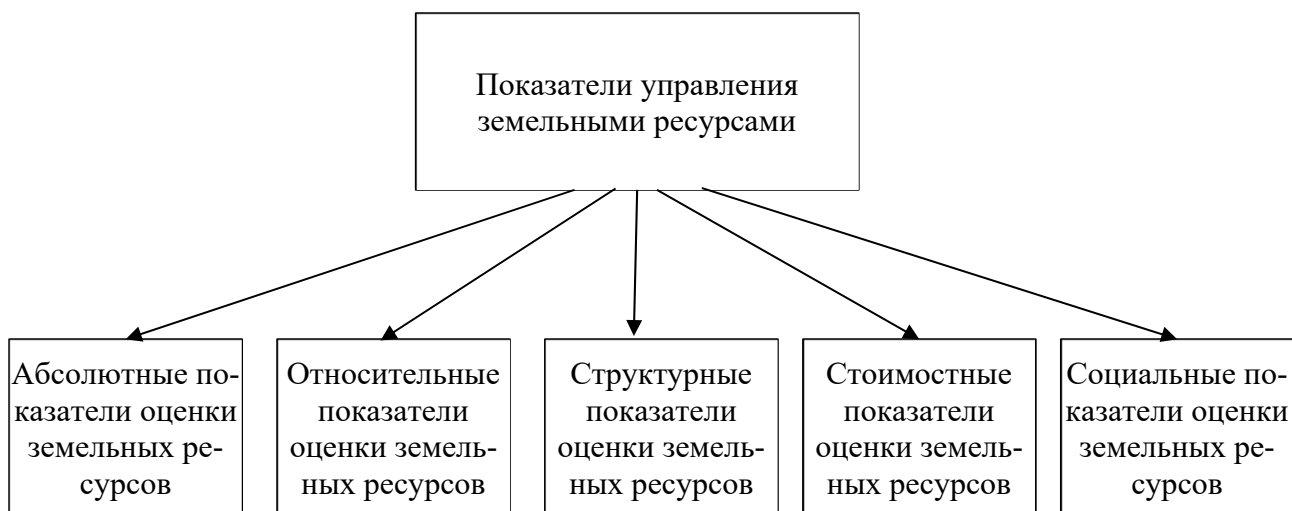 Показатели управления
земельными ресурсами
Абсолютные по-
казатели оценки
земельных ре-
сурсов
Относительные
показатели
оценки земель-
ных ресурсов
Структурные
показатели
оценки земель-
ных ресурсов
Стоимостные
показатели
оценки земель-
ных ресурсов
Социальные по-
казатели оценки
земельных ре-
сурсов